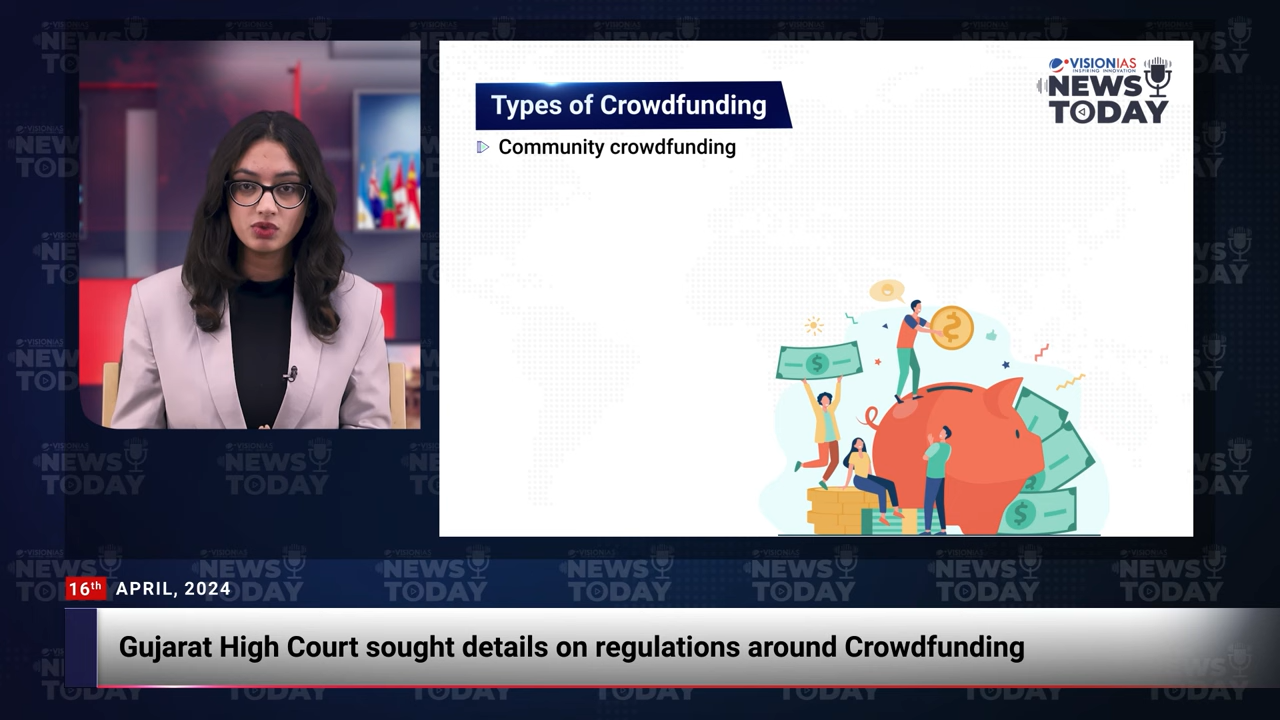 VISIONIAS
INSPIRING INNOVATION
NEWS
TODAY
Types of Crowdfunding
Community crowdfunding
16th APRIL, 2024
Gujarat High Court sought details on regulations around Crowdfunding